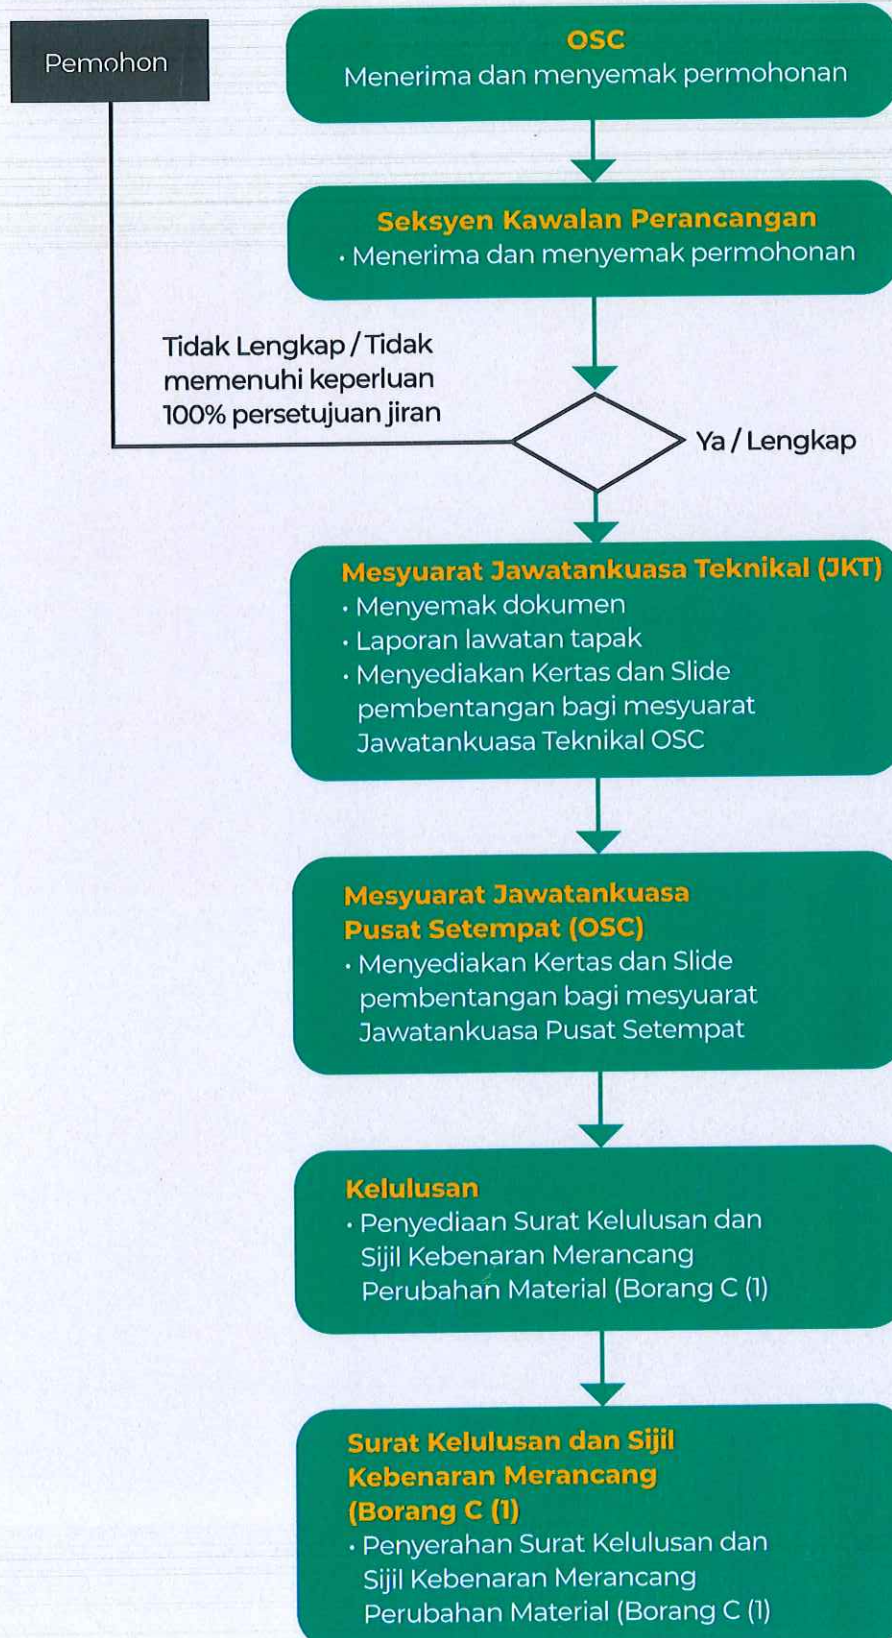 Pemohon
OSC
Menerima dan menyemak permohonan
Seksyen Kawalan Perancangan
• Menerima dan menyemak permohonan
Tidak Lengkap / Tidak
memenuhi keperluan
100% persetujuan jiran
Ya / Lengkap
Mesyuarat Jawatankuasa Teknikal (JKT)
• Menyemak dokumen
• Laporan lawatan tapak
• Menyediakan Kertas dan Slide
pembentangan bagi mesyuarat
Jawatankuasa Teknikal OSC
Mesyuarat Jawatankuasa
Pusat Setempat (OSC)
• Menyediakan Kertas dan Slide
pembentangan bagi mesyuarat
Jawatankuasa Pusat Setempat
Kelulusan
• Penyediaan Surat Kelulusan dan
Sijil Kebenaran Merancang
Perubahan Material (Borang C (1)
Surat Kelulusan dan Sijil
Kebenaran Merancang
(Borang C (1)
• Penyerahan Surat Kelulusan dan
Sijil Kebenaran Merancang
Perubahan Material (Borang C (1)